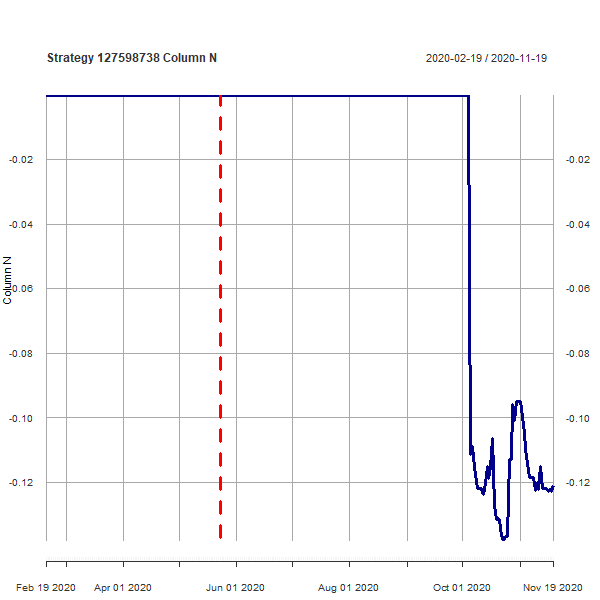 Strategy 127598738 Column N
2020-02-19 / 2020-11-19
-0.02 -0.02
-0.04 -0.04
Column N
-0.06 -0.06
-0.08 -0.08
-0.10 -0.10
-0.12 -0.12
Feb 19 2020 Apr 01 2020 Jun 01 2020 Aug 01 2020 Oct 01 2020 Nov 19 2020